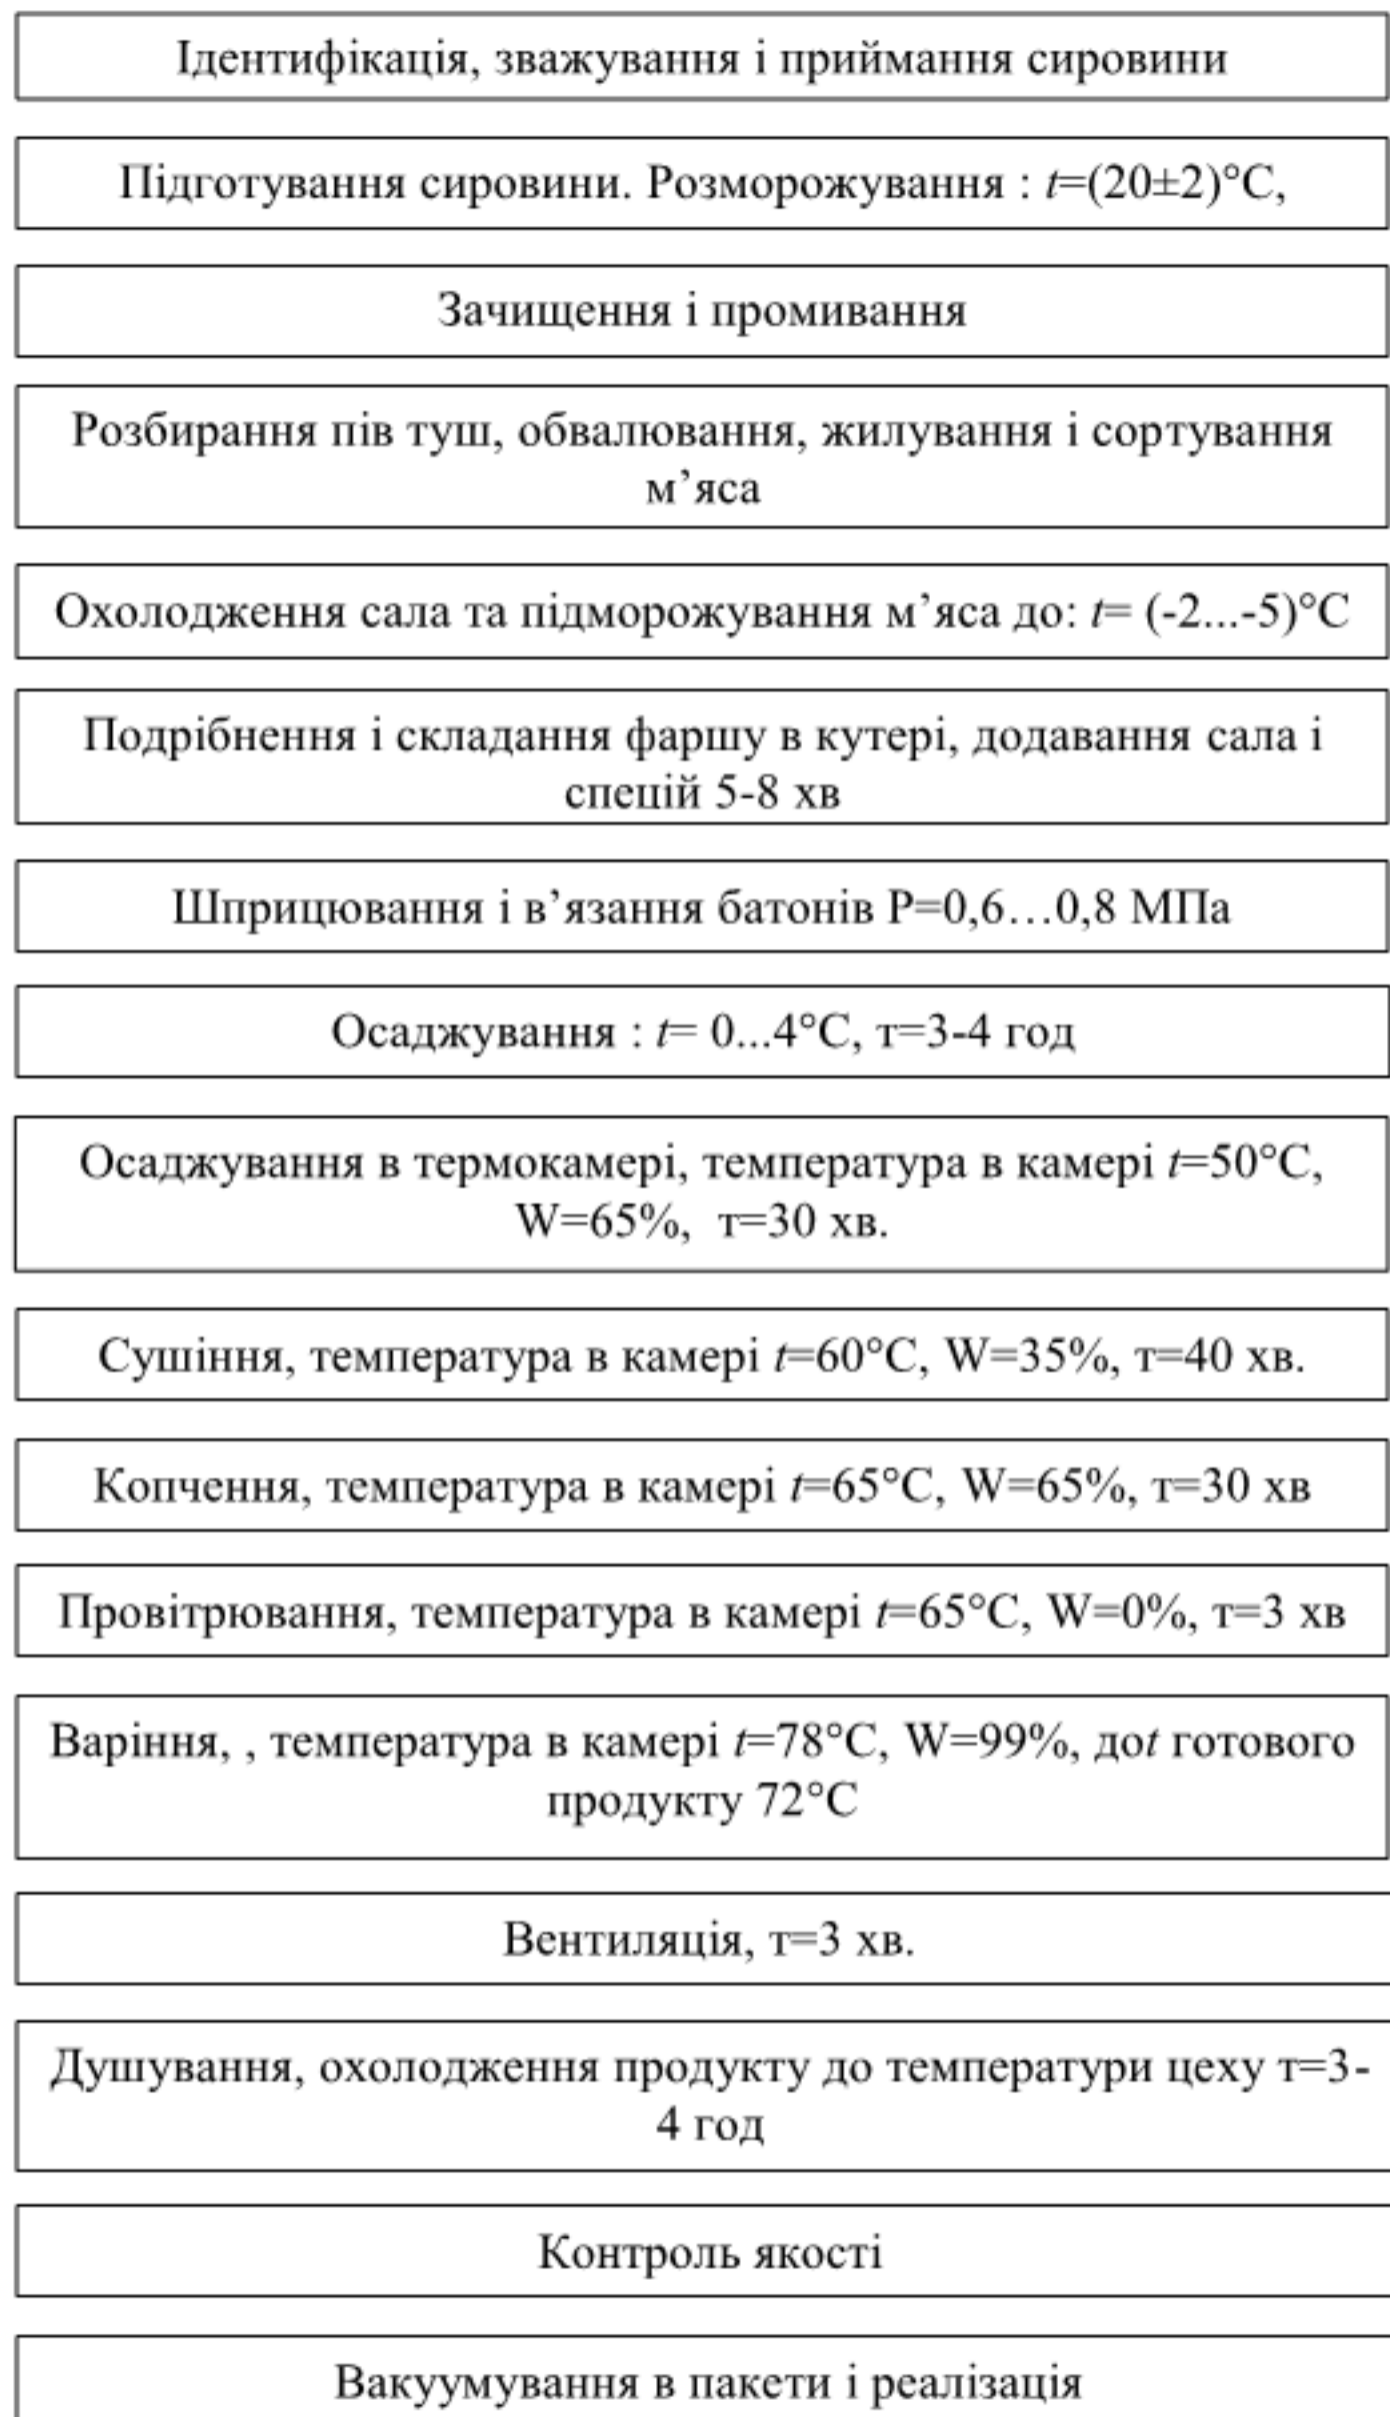 Ідентифікація, зважування і приймання сировини
Підготування сировини. Розморожування : t=(20±2)°C,
Зачищення і промивання
Розбирання пів туш, обвалювання, жилування і сортування
м’яса
Охолодження сала та підморожування м’яса до: t= (-2...-5)°C
Подрібнення і складання фаршу в кутері, додавання сала і
спецій 5-8 хв
Шприцювання і в’язання батонів Р=0,6…0,8 МПа
Осаджування : t= 0...4°C, τ=3-4 год
Осаджування в термокамері, температура в камері t=50°C,
W=65%, τ=30 хв.
Сушіння, температура в камері t=60°C, W=35%, τ=40 хв.
Копчення, температура в камері t=65°C, W=65%, τ=30 хв
Провітрювання, температура в камері t=65°C, W=0%, τ=3 хв
Варіння, , температура в камері t=78°C, W=99%, доt готового
продукту 72°C
Вентиляція, τ=3 хв.
Душування, охолодження продукту до температури цеху τ=3-
4 год
Контроль якості
Вакуумування в пакети і реалізація